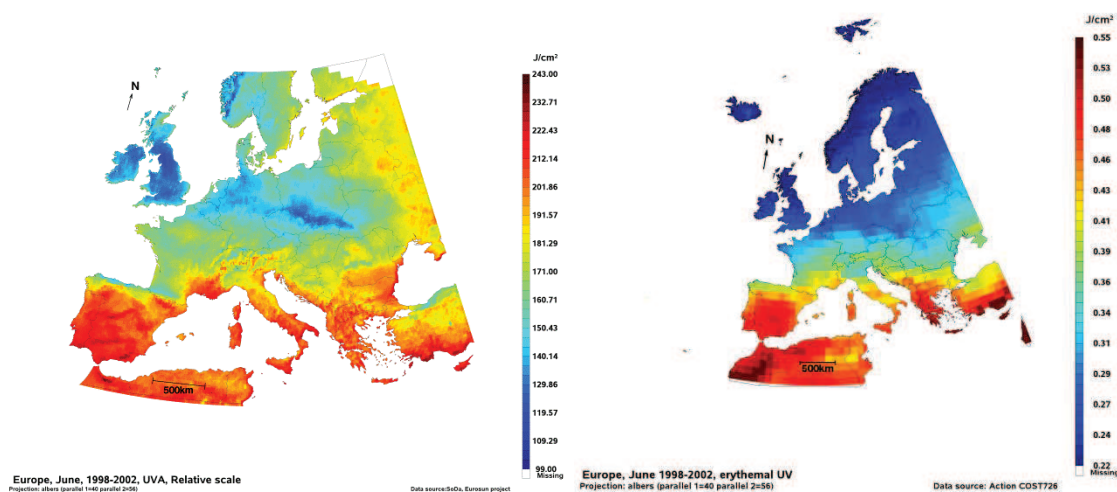 J/cm²
243.00
232.71
222.43
212.14
201.86
191.57
181.29
171.00
160.71
150.43
140.14
129.86
119.57
109.29
99.00
Missing
N
500km
Europe, June, 1998-2002, UVA, Relative scale
Projection: albers (parallel 1=40 parallel 2=56)
Data source:SoDa, Eurosun project
J/cm²
0.55
0.53
0.50
0.48
0.45
0.43
0.41
0.39
0.36
0.34
0.31
0.29
0.27
0.24
0.22
Missing
N
500km
Europe, June 1998-2002, erythemal UV
Projection: albers (parallel 1=40 parallel 2=56)
Data source: Action COST726